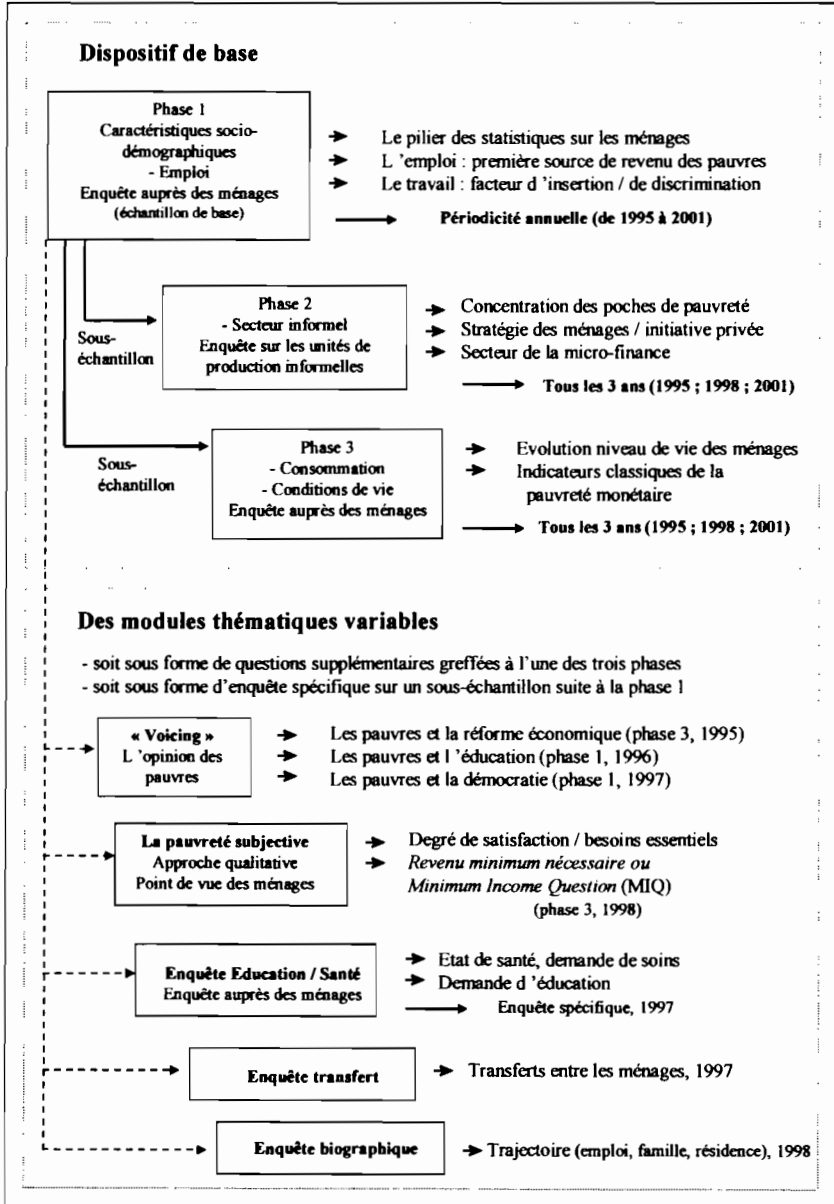 Dispositif de base
Phase 1
Caractéristiques socio-
démographiques
- Emploi
Enquête auprès des ménages
(échantillon de base)
Le pilier des statistiques sur les ménages
L 'emploi : première source de revenu des pauvres
Le travail : facteur d 'insertion / de discrimination
Périodicité annuelle (de 1995 à 2001)
Sous-
échantillon
Phase 2
- Secteur informel
Enquête sur les unités de
production informelles
Concentration des poches de pauvreté
Stratégie des ménages / initiative privée
Secteur de la micro-finance
Tous les 3 ans (1995 ; 1998 ; 2001)
Sous-
échantillon
Phase 3
- Consommation
- Conditions de vie
Enquête auprès des ménages
Evolution niveau de vie des ménages
Indicateurs classiques de la
pauvreté monétaire
Tous les 3 ans (1995 ; 1998 ; 2001)
Des modules thématiques variables
- soit sous forme de questions supplémentaires greffées à l'une des trois phases
- soit sous forme d'enquête spécifique sur un sous-échantillon suite à la phase 1
« Voicing »
L 'opinion des
pauvres
Les pauvres et la réforme économique (phase 3, 1995)
Les pauvres et l 'éducation (phase 1, 1996)
Les pauvres et la démocratie (phase 1, 1997)
La pauvreté subjective
Approche qualitative
Point de vue des ménages
Degré de satisfaction / besoins essentiels
Revenu minimum nécessaire ou
Minimum Income Question (MIQ)
(phase 3, 1998)
Enquête Education / Santé
Enquête auprès des ménages
Etat de santé, demande de soins
Demande d 'éducation
Enquête spécifique, 1997
Enquête transfert
Transferts entre les ménages, 1997
Enquête biographique
Trajectoire (emploi, famille, résidence), 1998